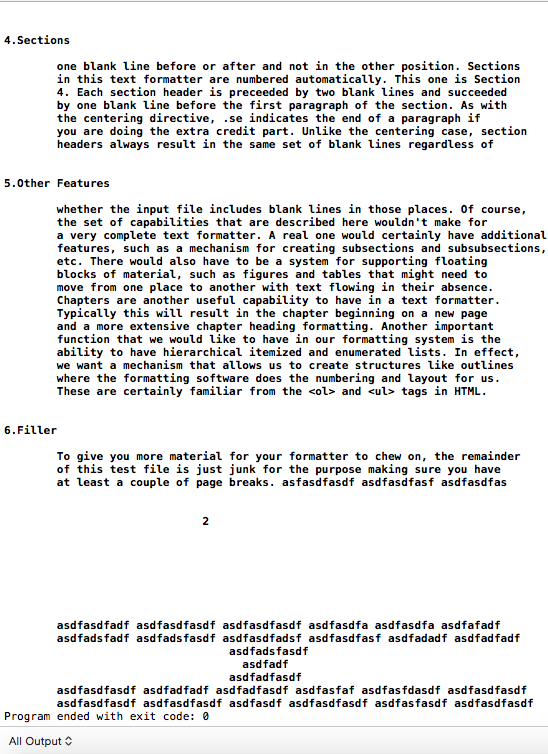 4.Sections
one blank line before or after and not in the other position. Sections
in this text formatter are numbered automatically. This one is Section
4. Each section header is preceeded by two blank lines and succeeded
by one blank line before the first paragraph of the section. As with
the centering directive, .se indicates the end of a paragraph if
you are doing the extra credit part. Unlike the centering case, section
headers always result in the same set of blank lines regardless of
5.Other Features
whether the input file includes blank lines in those places. Of course,
the set of capabilities that are described here wouldn't make for
a very complete text formatter. A real one would certainly have additional
features, such as a mechanism for creating subsections and subsubsections,
etc. There would also have to be a system for supporting floating
blocks of material, such as figures and tables that might need to
move from one place to another with text flowing in their absence.
Chapters are another useful capability to have in a text formatter.
Typically this will result in the chapter beginning on a new page
and a more extensive chapter heading formatting. Another important
function that we would like to have in our formatting system is the
ability to have hierarchical itemized and enumerated lists. In effect,
we want a mechanism that allows us to create structures like outlines
where the formatting software does the numbering and layout for us.
These are certainly familiar from the <ol> and <ul> tags in HTML.
6.Filler
To give you more material for your formatter to chew on, the remainder
of this test file is just junk for the purpose making sure you have
at least a couple of page breaks. asfasdfasdf asdfasdfasf asdfasdfas
2
asdfasdfadf asdfasdfasdf asdfasdfasdf asdfasdfa asdfasdfa asdfafadf
asdfadsfadf asdfadsfasdf asdfasdfadsf asdfasdfasf asdfadadf asdfadfadf
asdfadsfasdf
asdfadf
asdfadfasdf
asdfasdfasdf asdfadfadf asdfadfasdf asdfasfaf asdfasfdasdf asdfasdfasdf
asdfasdfasdf asdfasdfasdf asdfasdf asdfasdfasdf asdfasfasdf asdfasdfasdf
Program ended with exit code: 0
All Output